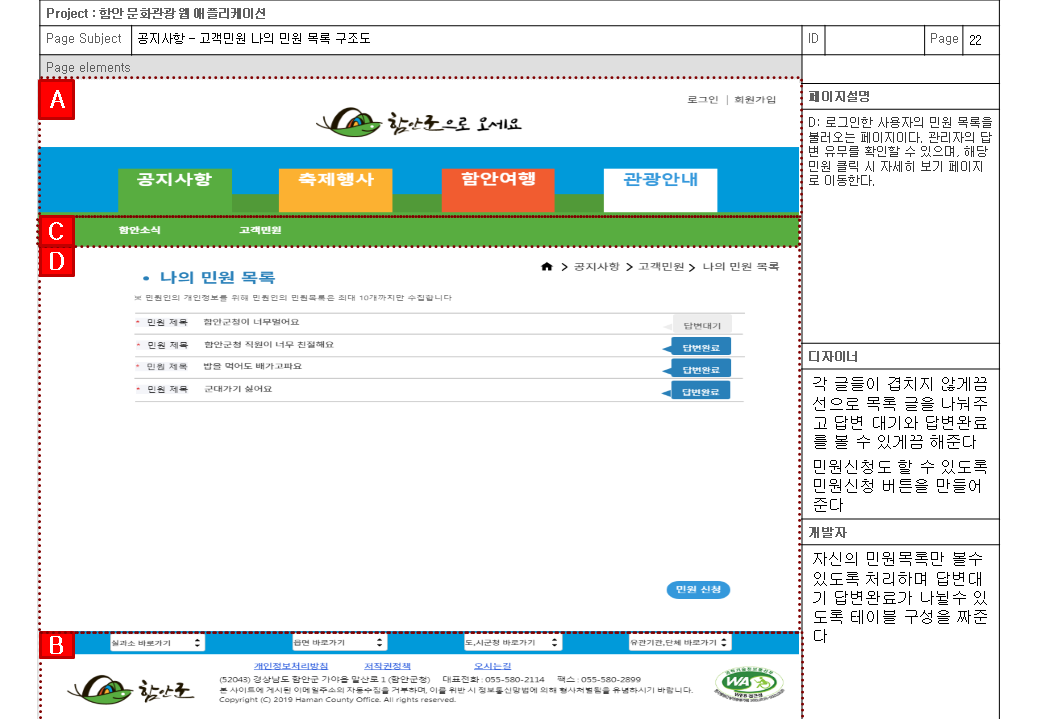 Project : 함안 문화관광 웹 애플리케이션
Page Subject
공지사항 – 고객민원 나의 민원 목록 구조도
ID
Page
22
Page elements
A
로그인 | 회원가입
함안군으로 오세요
공지사항
축제행사
함안여행
관광안내
C
함안소식
고객민원
D
> 공지사항 > 고객민원 > 나의 민원 목록
• 나의 민원 목록
※ 민원인의 개인정보를 위해 민원인의 민원목록은 최대 10개까지만 수집합니다
* 민원 제목 함안군청이 너무멀어요
답변대기
* 민원 제목 함안군청 직원이 너무 친절해요
답변완료
* 민원 제목 밥을 먹어도 배가고파요
답변완료
* 민원 제목 군대가기 싫어요
답변완료
민원 신청
B
실과소 바로가기
읍면 바로가기
도,시군청 바로가기
유관기관,단체 바로가기
개인정보처리방침 저작권정책 오시는길
함안군
(52043) 경상남도 함안군 가야읍 말산로 1 (함안군청) 대표전화 : 055-580-2114 팩스 : 055-580-2899
본 사이트에 게시된 이메일주소의 자동수집을 거부하며, 이를 위반 시 정보통신망법에 의해 형사처벌됨을 유념하시기 바랍니다.
Copyright (C) 2019 Haman County Office. All rights reserved.
WA
페이지설명
D: 로그인한 사용자의 민원 목록을
불러오는 페이지이다. 관리자의 답
변 유무를 확인할 수 있으며, 해당
민원 클릭 시 자세히 보기 페이지
로 이동한다.
디자이너
각 글들이 겹치지 않게끔
선으로 목록 글을 나눠주
고 답변 대기와 답변완료
를 볼 수 있게끔 해준다
민원신청도 할 수 있도록
민원신청 버튼을 만들어
준다
개발자
자신의 민원목록만 볼수
있도록 처리하며 답변대
기 답변완료가 나뉠수 있
도록 테이블 구성을 짜준
다